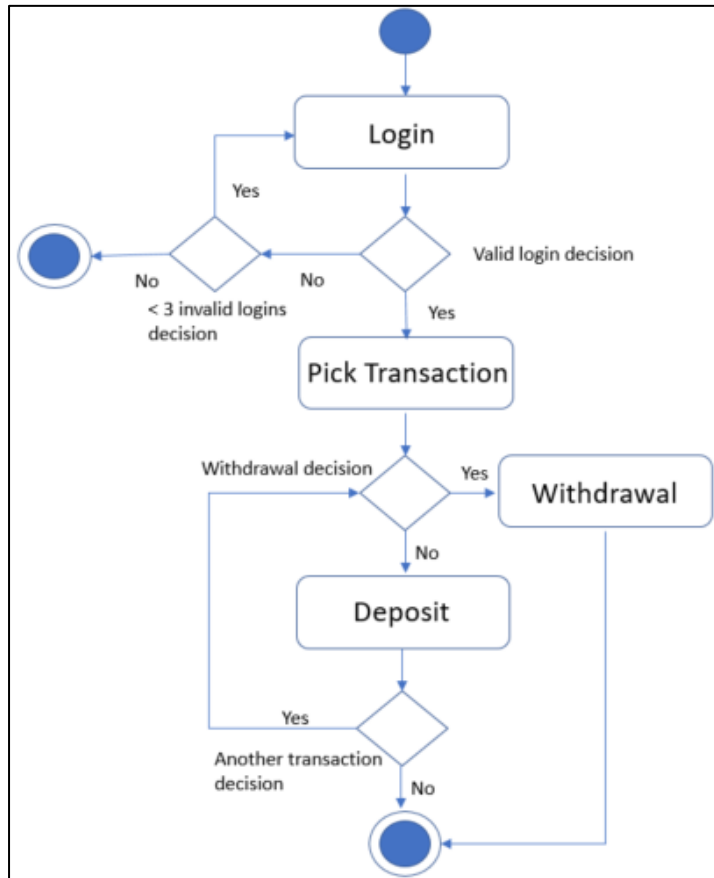 Login
Yes
Valid login decision
No
No
< 3 invalid logins
decision
Yes
Pick Transaction
Withdrawal decision
Yes
Withdrawal
No
Deposit
Yes
Another transaction
decision
No